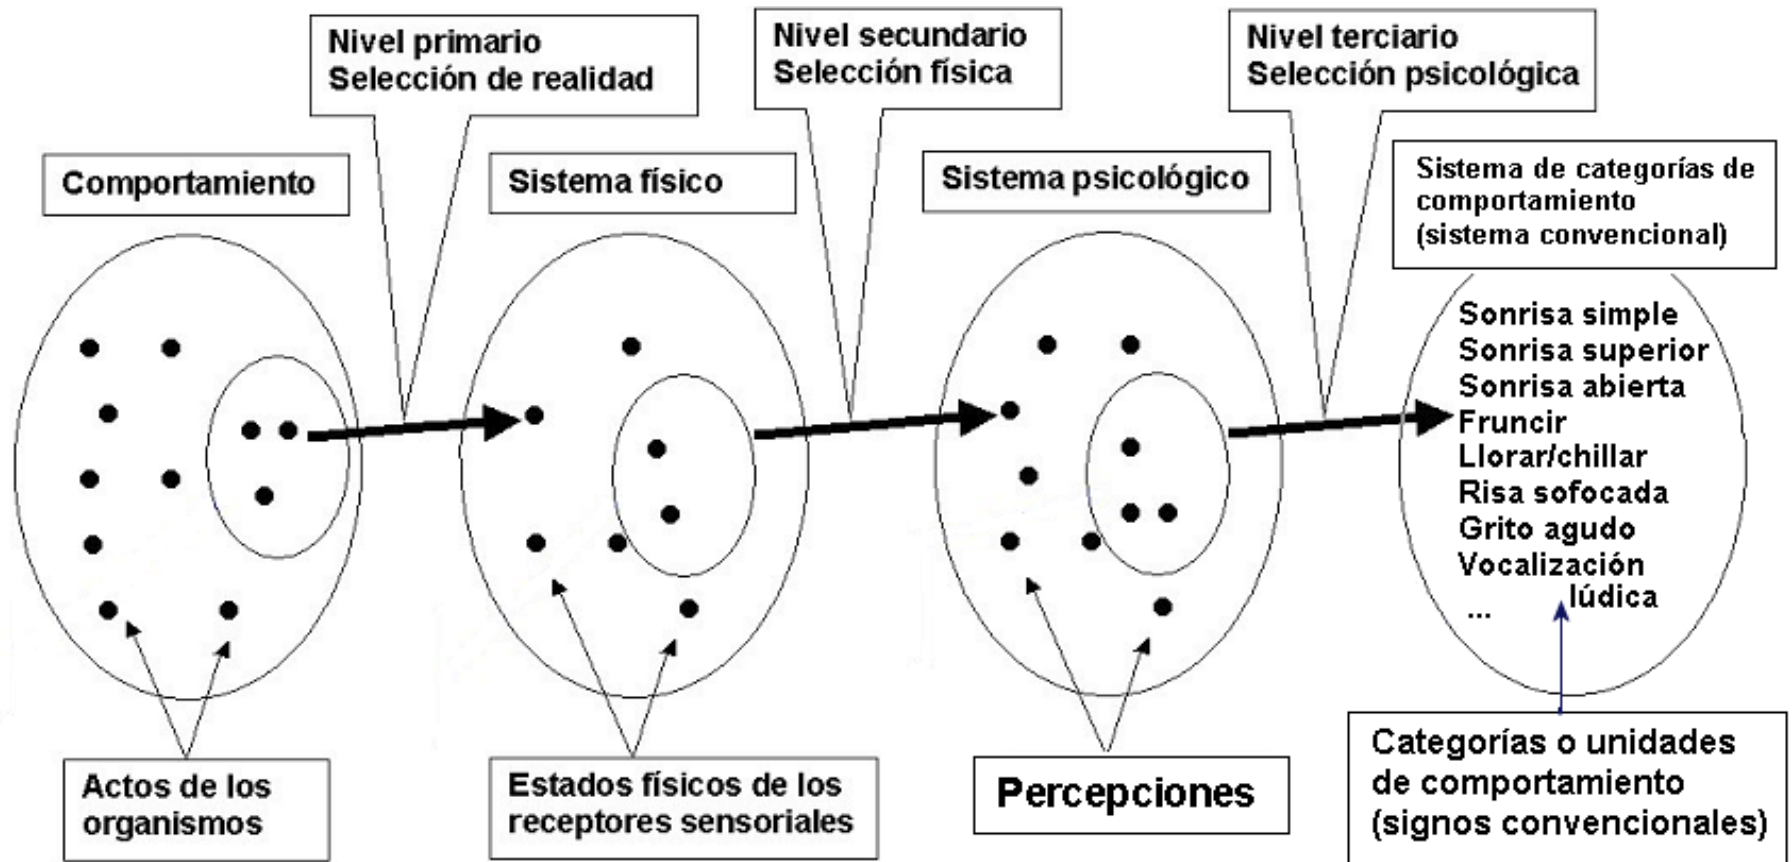 Nivel primario
Selección de realidad
Nivel secundario
Selección física
Nivel terciario
Selección psicológica
Comportamiento
Sistema físico
Sistema psicológico
Sistema de categorías de
comportamiento
(sistema convencional)
Sonrisa simple
Sonrisa superior
Sonrisa abierta
Fruncir
Llorar/chillar
Risa sofocada
Grito agudo
Vocalización
lúdica
...
Actos de los
organismos
Estados físicos de los
receptores sensoriales
Percepciones
Categorías o unidades
de comportamiento
(signos convencionales)